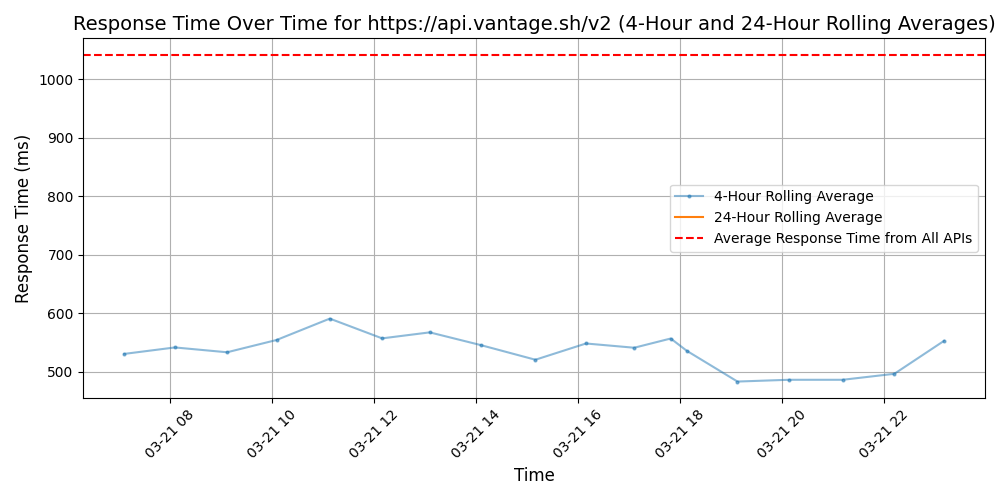 Response Time Over Time for https://api.vantage.sh/v2 (4-Hour and 24-Hour Rolling Averages)
Response Time (ms)
1000
900
800
700
600
500
4-Hour Rolling Average
24-Hour Rolling Average
Average Response Time from All APIs
03-21 08
03-21 10
03-21 12
03-21 14
03-21 16
03-21 18
03-21 20
03-21 22
Time